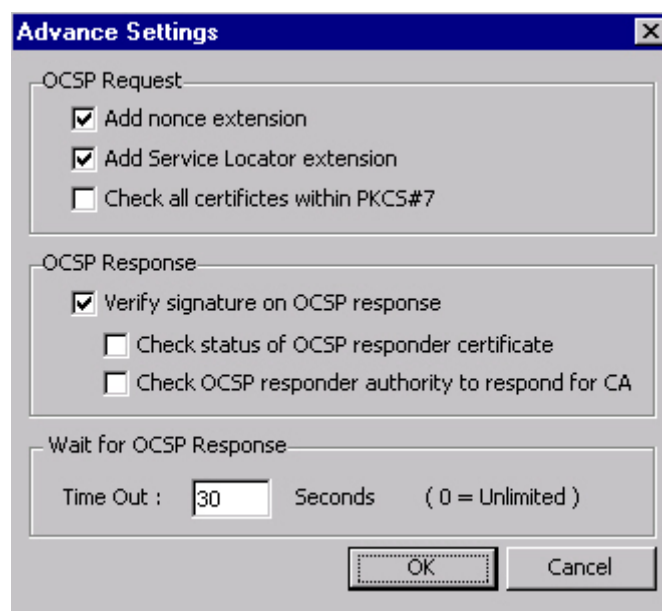 Advance Settings
OCSP Request
Add nonce extension
Add Service Locator extension
Check all certifictes within PKCS#7
OCSP Response
Verify signature on OCSP response
Check status of OCSP responder certificate
Check OCSP responder authority to respond for CA
Wait for OCSP Response
Time Out : 30 Seconds ( 0 = Unlimited )
OK Cancel